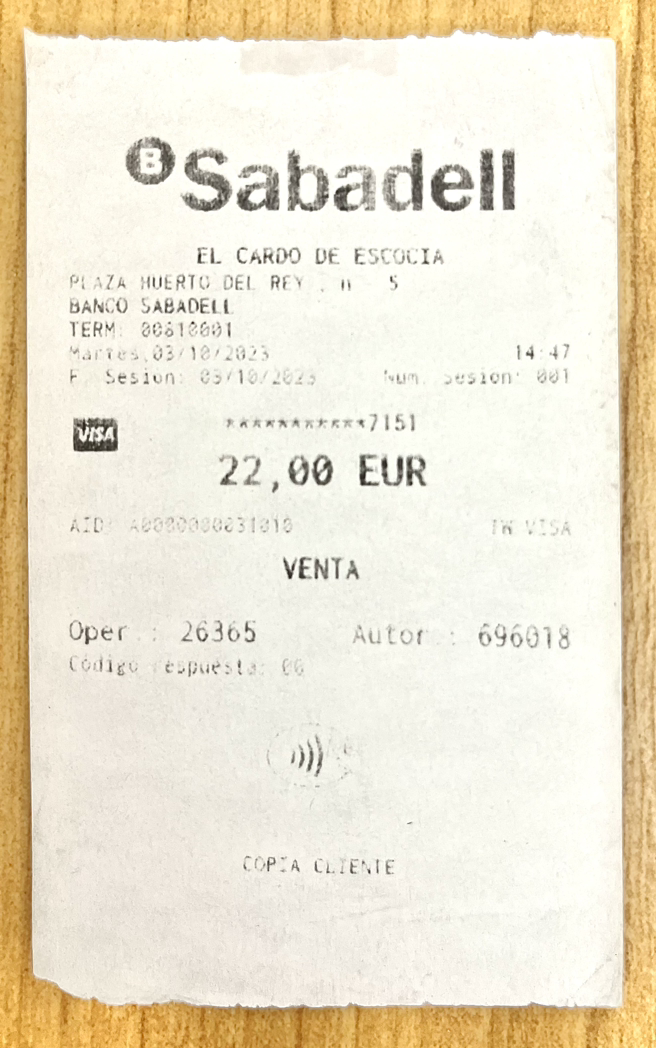 B Sabadell
EL CARDO DE ESCOCIA
PLAZA HUERTO DEL REY , n 5
BANCO SABADELL
TERM: 00810001
Martes,03/10/2023 14:47
F. Sesion: 03/10/2023 Num. Sesion: 001
VISA ***********7151
22,00 EUR
AID: A0000000031010 TW VISA
VENTA
Oper.: 26365 Autor.: 696018
Código respuesta: 00
COPIA CLIENTE